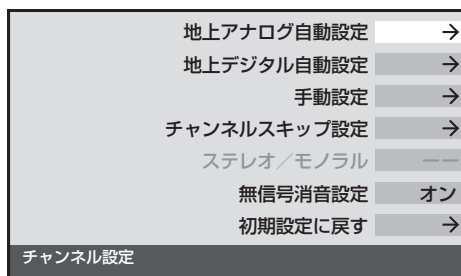 地上アナログ自動設定 →
地上デジタル自動設定 →
手動設定 →
チャンネルスキップ設定 →
ステレオ／モノラル ーー
無信号消音設定 オン
初期設定に戻す →
チャンネル設定